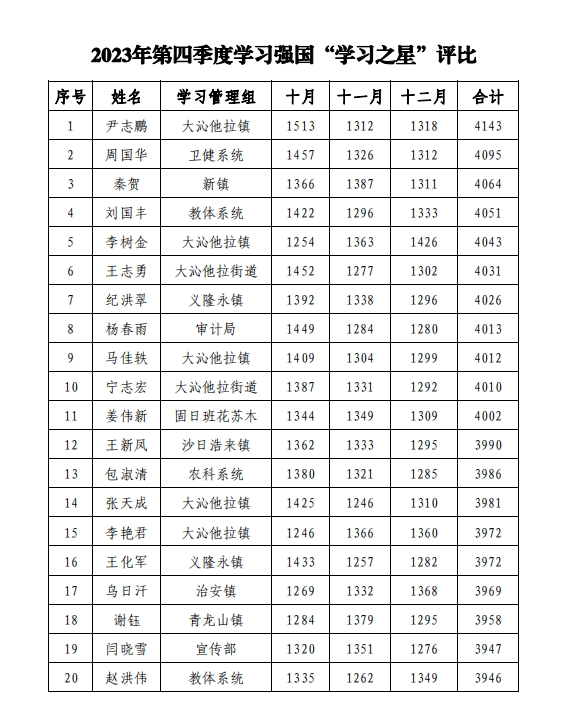 2023年第四季度学习强国“学习之星”评比
序号 姓名 学习管理组 十月 十一月 十二月 合计
1 尹志鹏 大沁他拉镇 1513 1312 1318 4143
2 周国华 卫健系统 1457 1326 1312 4095
3 秦贺 新镇 1366 1387 1311 4064
4 刘国丰 教体系统 1422 1296 1333 4051
5 李树金 大沁他拉镇 1254 1363 1426 4043
6 王志勇 大沁他拉街道 1452 1277 1302 4031
7 纪洪翠 义隆永镇 1392 1338 1296 4026
8 杨春雨 审计局 1449 1284 1280 4013
9 马佳轶 大沁他拉镇 1409 1304 1299 4012
10 宁志宏 大沁他拉街道 1387 1331 1292 4010
11 姜伟新 固日班花苏木 1344 1349 1309 4002
12 王新凤 沙日浩来镇 1362 1333 1295 3990
13 包淑清 农科系统 1380 1321 1285 3986
14 张天成 大沁他拉镇 1425 1246 1310 3981
15 李艳君 大沁他拉镇 1246 1366 1360 3972
16 王化军 义隆永镇 1433 1257 1282 3972
17 乌日汗 治安镇 1269 1332 1368 3969
18 谢钰 青龙山镇 1284 1379 1295 3958
19 闫晓雪 宣传部 1320 1351 1276 3947
20 赵洪伟 教体系统 1335 1262 1349 3946